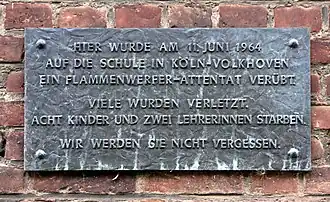 HIER WURDE AM 11. JUNI 1964
AUF DIE SCHULE IN KÖLN-VOLKHOVEN
EIN FLAMMENWERFER-ATTENTAT VERÜBT.
VIELE WURDEN VERLETZT.
ACHT KINDER UND ZWEI LEHRERINNEN STARBEN.
WIR WERDEN SIE NICHT VERGESSEN.